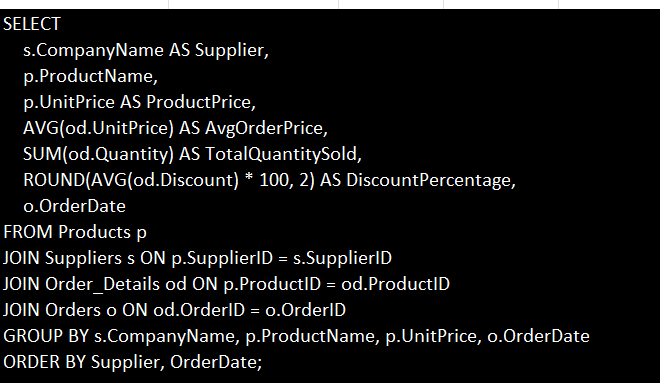 SELECT
s.CompanyName AS Supplier,
p.ProductName,
p.UnitPrice AS ProductPrice,
AVG(od.UnitPrice) AS AvgOrderPrice,
SUM(od.Quantity) AS TotalQuantitySold,
ROUND(AVG(od.Discount) * 100, 2) AS DiscountPercentage,
o.OrderDate
FROM Products p
JOIN Suppliers s ON p.SupplierID = s.SupplierID
JOIN Order_Details od ON p.ProductID = od.ProductID
JOIN Orders o ON od.OrderID = o.OrderID
GROUP BY s.CompanyName, p.ProductName, p.UnitPrice, o.OrderDate
ORDER BY Supplier, OrderDate;